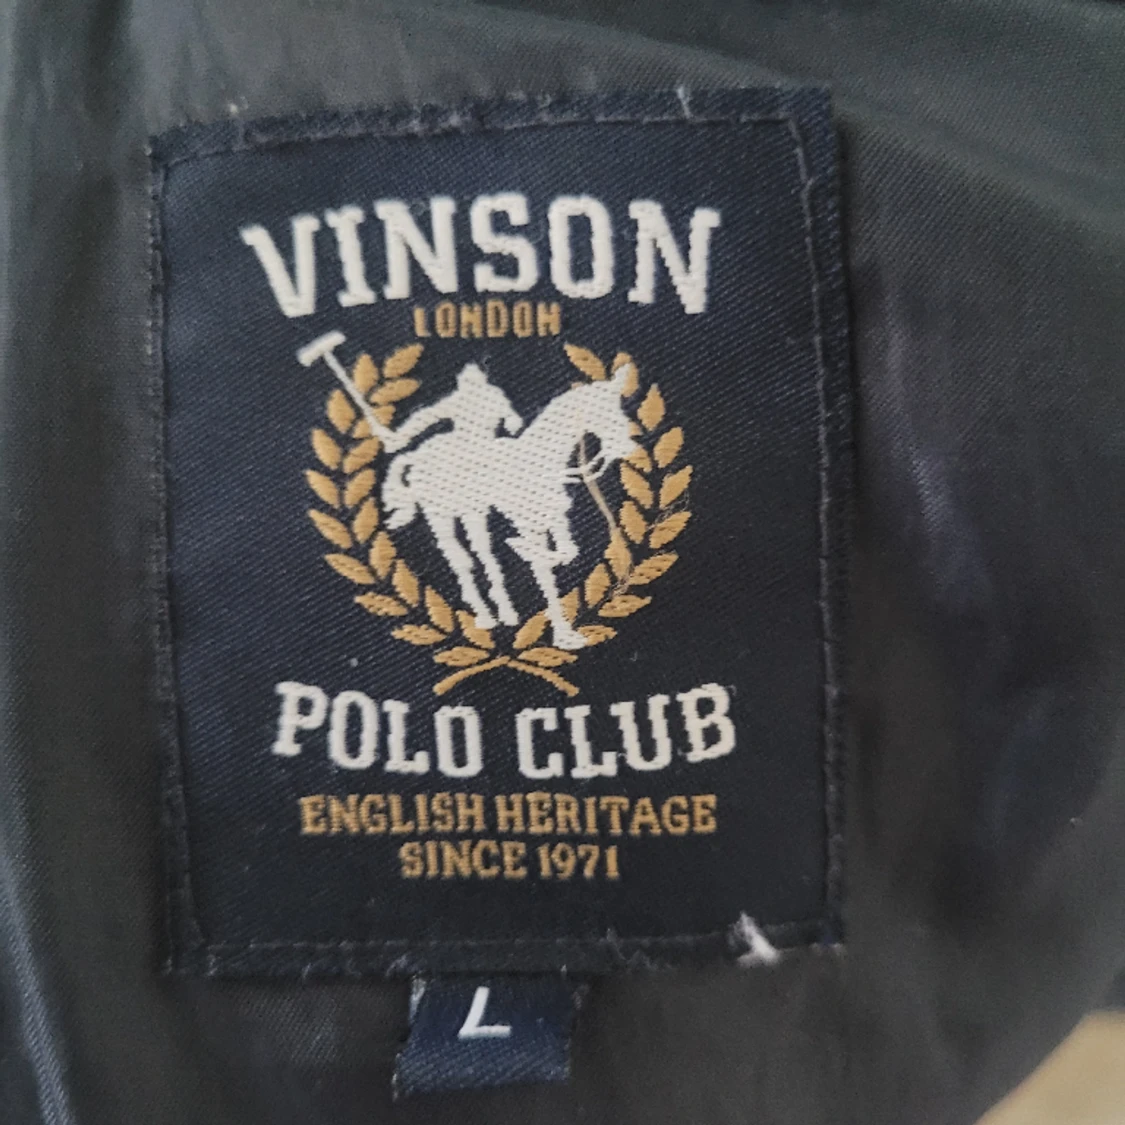 VINSON
LONDON
POLO CLUB
ENGLISH HERITAGE
SINCE 1971
L